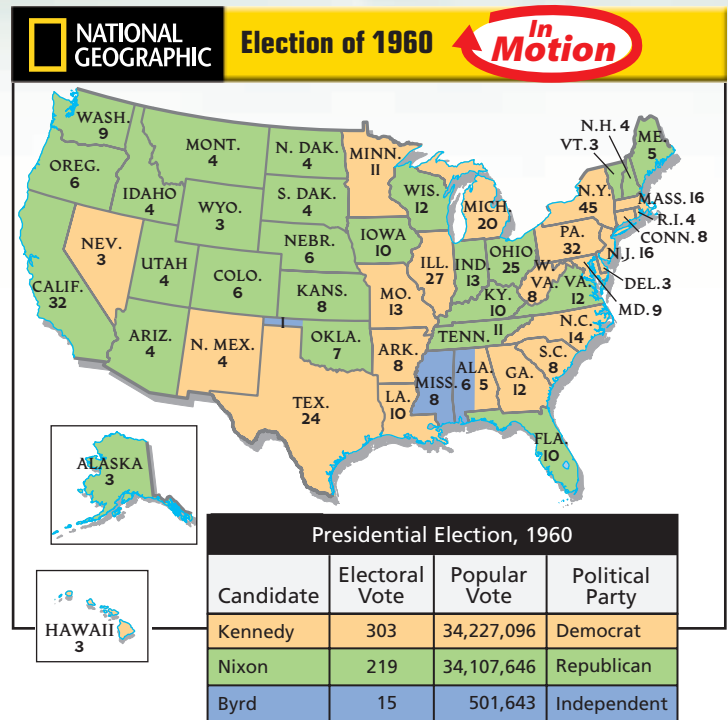 NATIONAL
GEOGRAPHIC
Election of 1960
In
Motion
WASH.
9
OREG.
6
CALIF.
32
NEV.
3
IDAHO
4
MONT.
4
WYO.
3
UTAH
4
ARIZ.
4
COLO.
6
N. MEX.
4
N. DAK.
4
S. DAK.
4
NEBR.
6
KANS.
8
1
OKLA.
7
TEX.
24
MINN.
11
IOWA
10
MO.
13
ARK.
8
LA.
10
WIS.
12
ILL.
27
MICH.
20
IND.
13
OHIO
25
KY.
10
TENN. 11
MISS.
8
ALA.
6 5
GA.
12
FLA.
10
S.C.
8
N.C.
14
VA.
12
W.
VA.
8
PA.
32
N.Y.
45
VT. 3
N.H. 4
ME.
5
MASS. 16
R.I. 4
CONN. 8
N.J. 16
DEL. 3
MD. 9
ALASKA
3
HAWAII
3
Presidential Election, 1960
Candidate Electoral Vote Popular Vote Political Party
Kennedy 303 34,227,096 Democrat
Nixon 219 34,107,646 Republican
Byrd 15 501,643 Independent